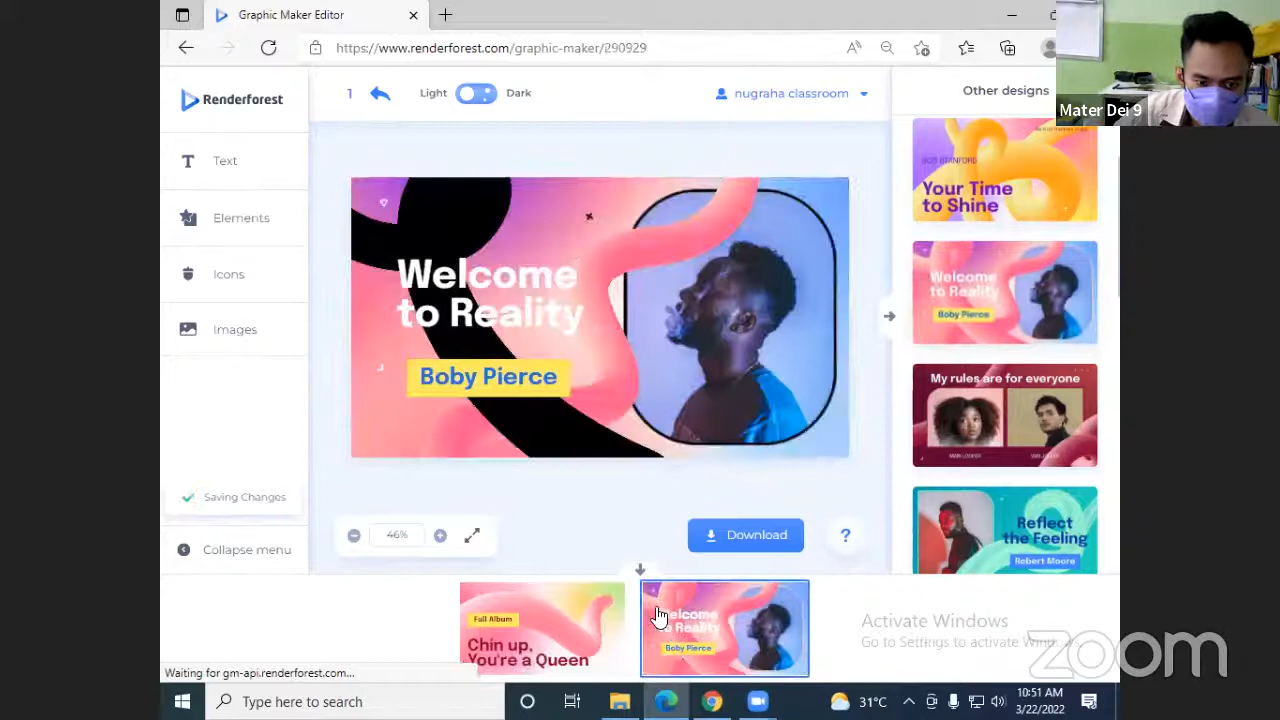 Graphic Maker Editor
https://www.renderforest.com/graphic-maker/290929
Mater Dei 9
Renderforest
1
Light
Dark
nugraha classroom
Other designs
Text
Elements
Icons
Images
Saving Changes
Collapse menu
Welcome
to Reality
Boby Pierce
46%
Download
?
BOB STANFORD
Your Time
to Shine
Welcome
to Reality
Boby Pierce
My rules are for everyone
Reflect
the Feeling
Robert Moore
Full Album
Chin up,
You're a Queen
Welcome
to Reality
Boby Pierce
Activate Windows
Go to Settings to activate Windows.
zoom
Waiting for gm-api.renderforest.com...
Type here to search
31°C
10:51 AM
3/22/2022